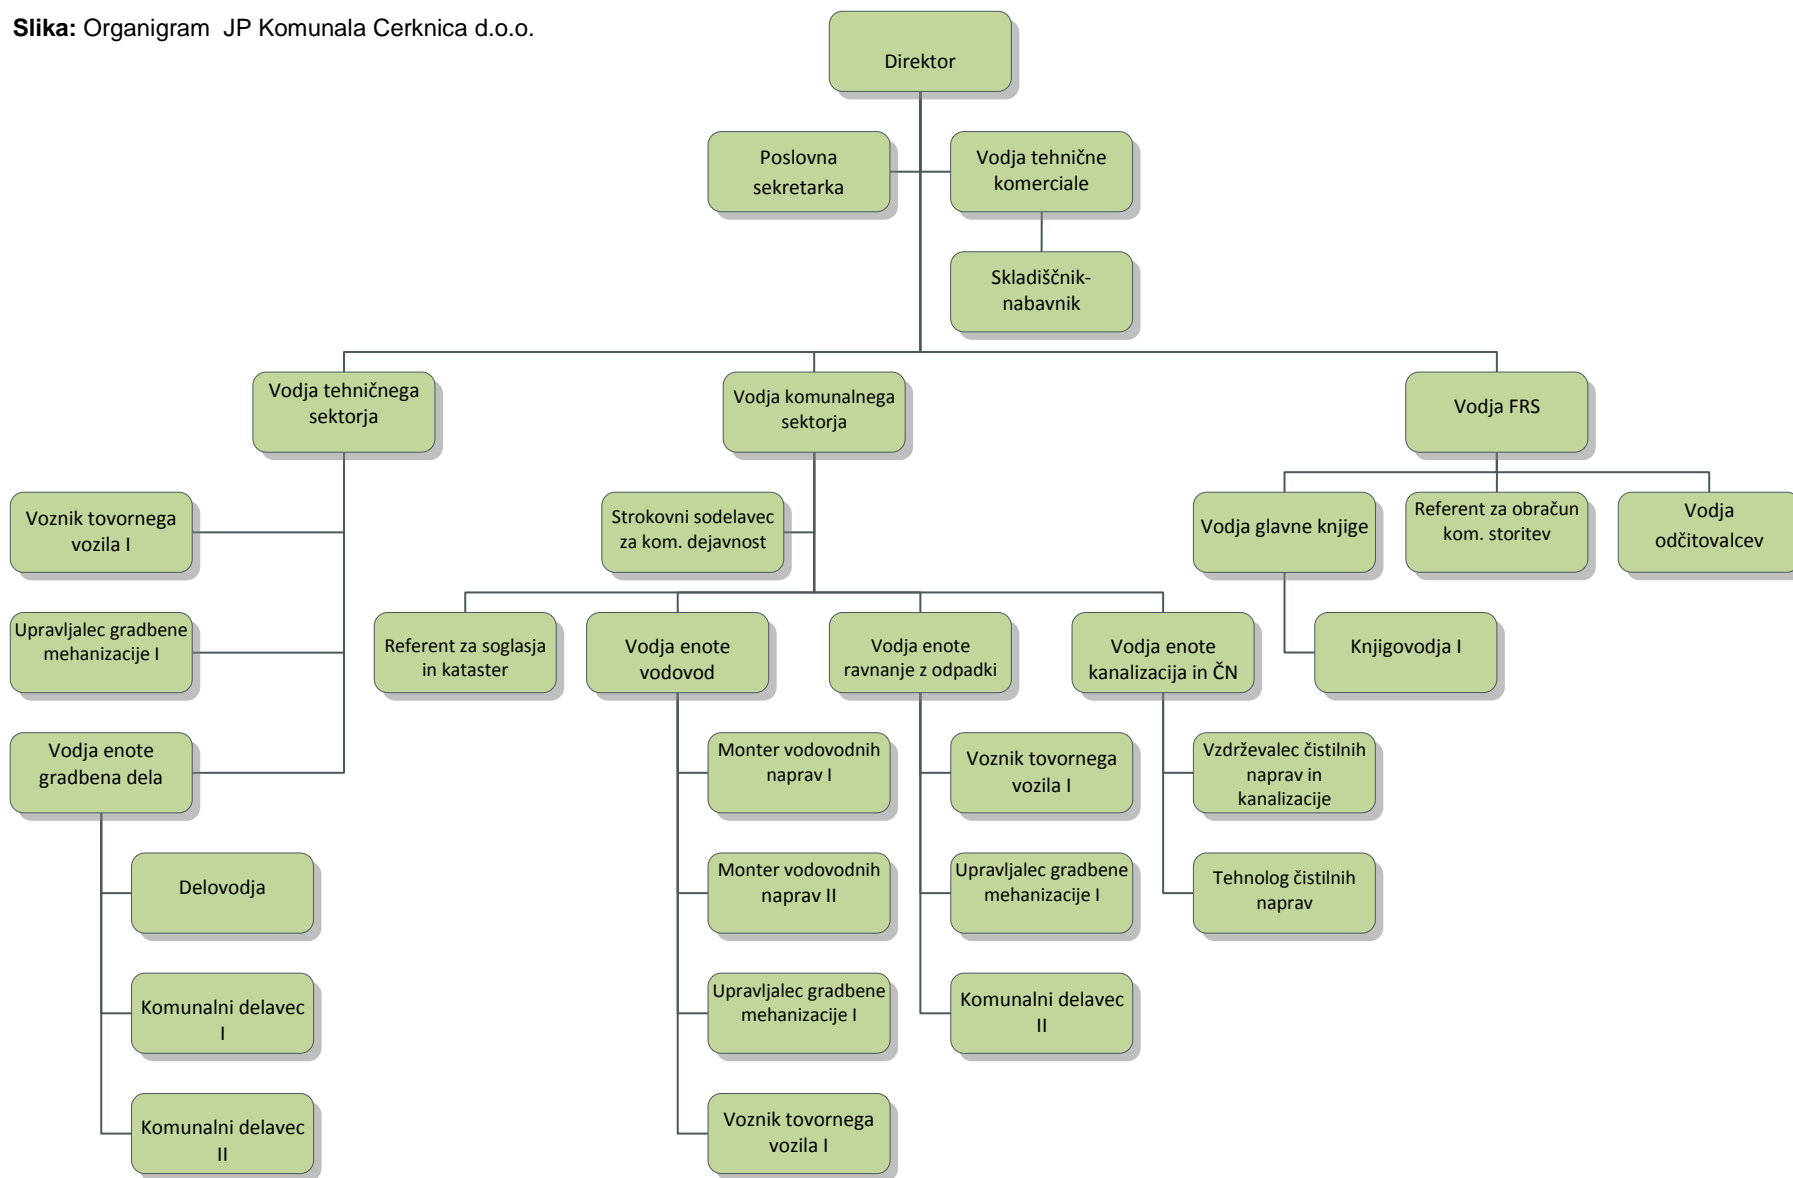 Slika: Organigram JP Komunala Cerknica d.o.o.
Direktor
Poslovna
sekretarka
Vodja tehnične
komerciale
Skladiščnik-
nabavnik
Vodja tehničnega
sektorja
Vodja komunalnega
sektorja
Vodja FRS
Voznik tovornega
vozila I
Strokovni sodelavec
za kom. dejavnost
Vodja glavne knjige
Referent za obračun
kom. storitev
Vodja
odčitovalcev
Upravljalec gradbene
mehanizacije I
Referent za soglasja
in kataster
Vodja enote
vodovod
Vodja enote
ravnanje z odpadki
Vodja enote
kanalizacija in ČN
Knjigovodja I
Vodja enote
gradbena dela
Monter vodovodnih
naprav I
Voznik tovornega
vozila I
Vzdrževalec čistilnih
naprav in
kanalizacije
Delovodja
Monter vodovodnih
naprav II
Upravljalec gradbene
mehanizacije I
Tehnolog čistilnih
naprav
Komunalni delavec
I
Upravljalec gradbene
mehanizacije I
Komunalni delavec
II
Komunalni delavec
II
Voznik tovornega
vozila I